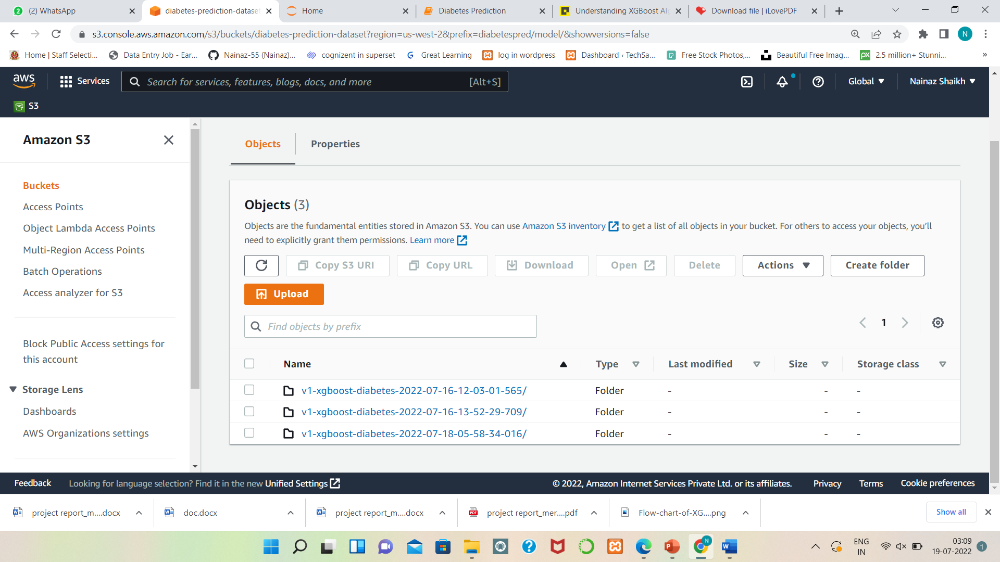 (2) WhatsApp
diabetes-prediction-dataset
Home
Diabetes Prediction
Understanding XGBoost Alg
Download file | iLovePDF
s3.console.aws.amazon.com/s3/buckets/diabetes-prediction-dataset?region=us-west-2&prefix=diabetespred/model/&showversions=false
N
Home | Staff Selecti...
Data Entry Job - Ear...
Nainaz-55 (Nainaz)...
cognizent in superset
Great Learning
log in wordpress
Dashboard ‹ TechSa...
Free Stock Photos,...
Beautiful Free Imag...
2.5 million+ Stunni...
»
aws
Services
Search for services, features, blogs, docs, and more
[Alt+S]
Global
Nainaz Shaikh
S3
Amazon S3
Buckets
Access Points
Object Lambda Access Points
Multi-Region Access Points
Batch Operations
Access analyzer for S3
Block Public Access settings for
this account
Storage Lens
Dashboards
AWS Organizations settings
Objects
Properties
Objects (3)
Objects are the fundamental entities stored in Amazon S3. You can use Amazon S3 inventory to get a list of all objects in your bucket. For others to access your objects, you'll
need to explicitly grant them permissions. Learn more
Copy S3 URI
Copy URL
Download
Open
Delete
Actions
Create folder
Upload
Find objects by prefix
1
Name
Type
Last modified
Size
Storage class
v1-xgboost-diabetes-2022-07-16-12-03-01-565/ Folder - - -
v1-xgboost-diabetes-2022-07-16-13-52-29-709/ Folder - - -
v1-xgboost-diabetes-2022-07-18-05-58-34-016/ Folder - - -
Feedback
Looking for language selection? Find it in the new Unified Settings
© 2022, Amazon Internet Services Private Ltd. or its affiliates.
Privacy
Terms
Cookie preferences
project report_m....docx
doc.docx
project report_m....docx
project report_mer....pdf
Flow-chart-of-XG....png
Show all
ENG
IN
03:09
19-07-2022
1